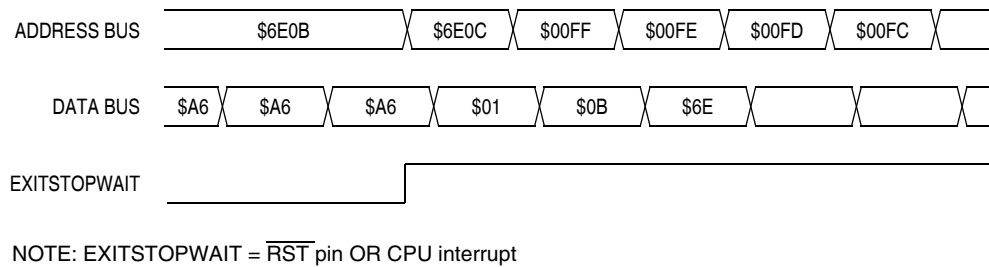 ADDRESS BUS $6E0B $6E0C $00FF $00FE $00FD $00FC
DATA BUS $A6 $A6 $A6 $01 $0B $6E
EXITSTOPWAIT
NOTE: EXITSTOPWAIT = RST pin OR CPU interrupt